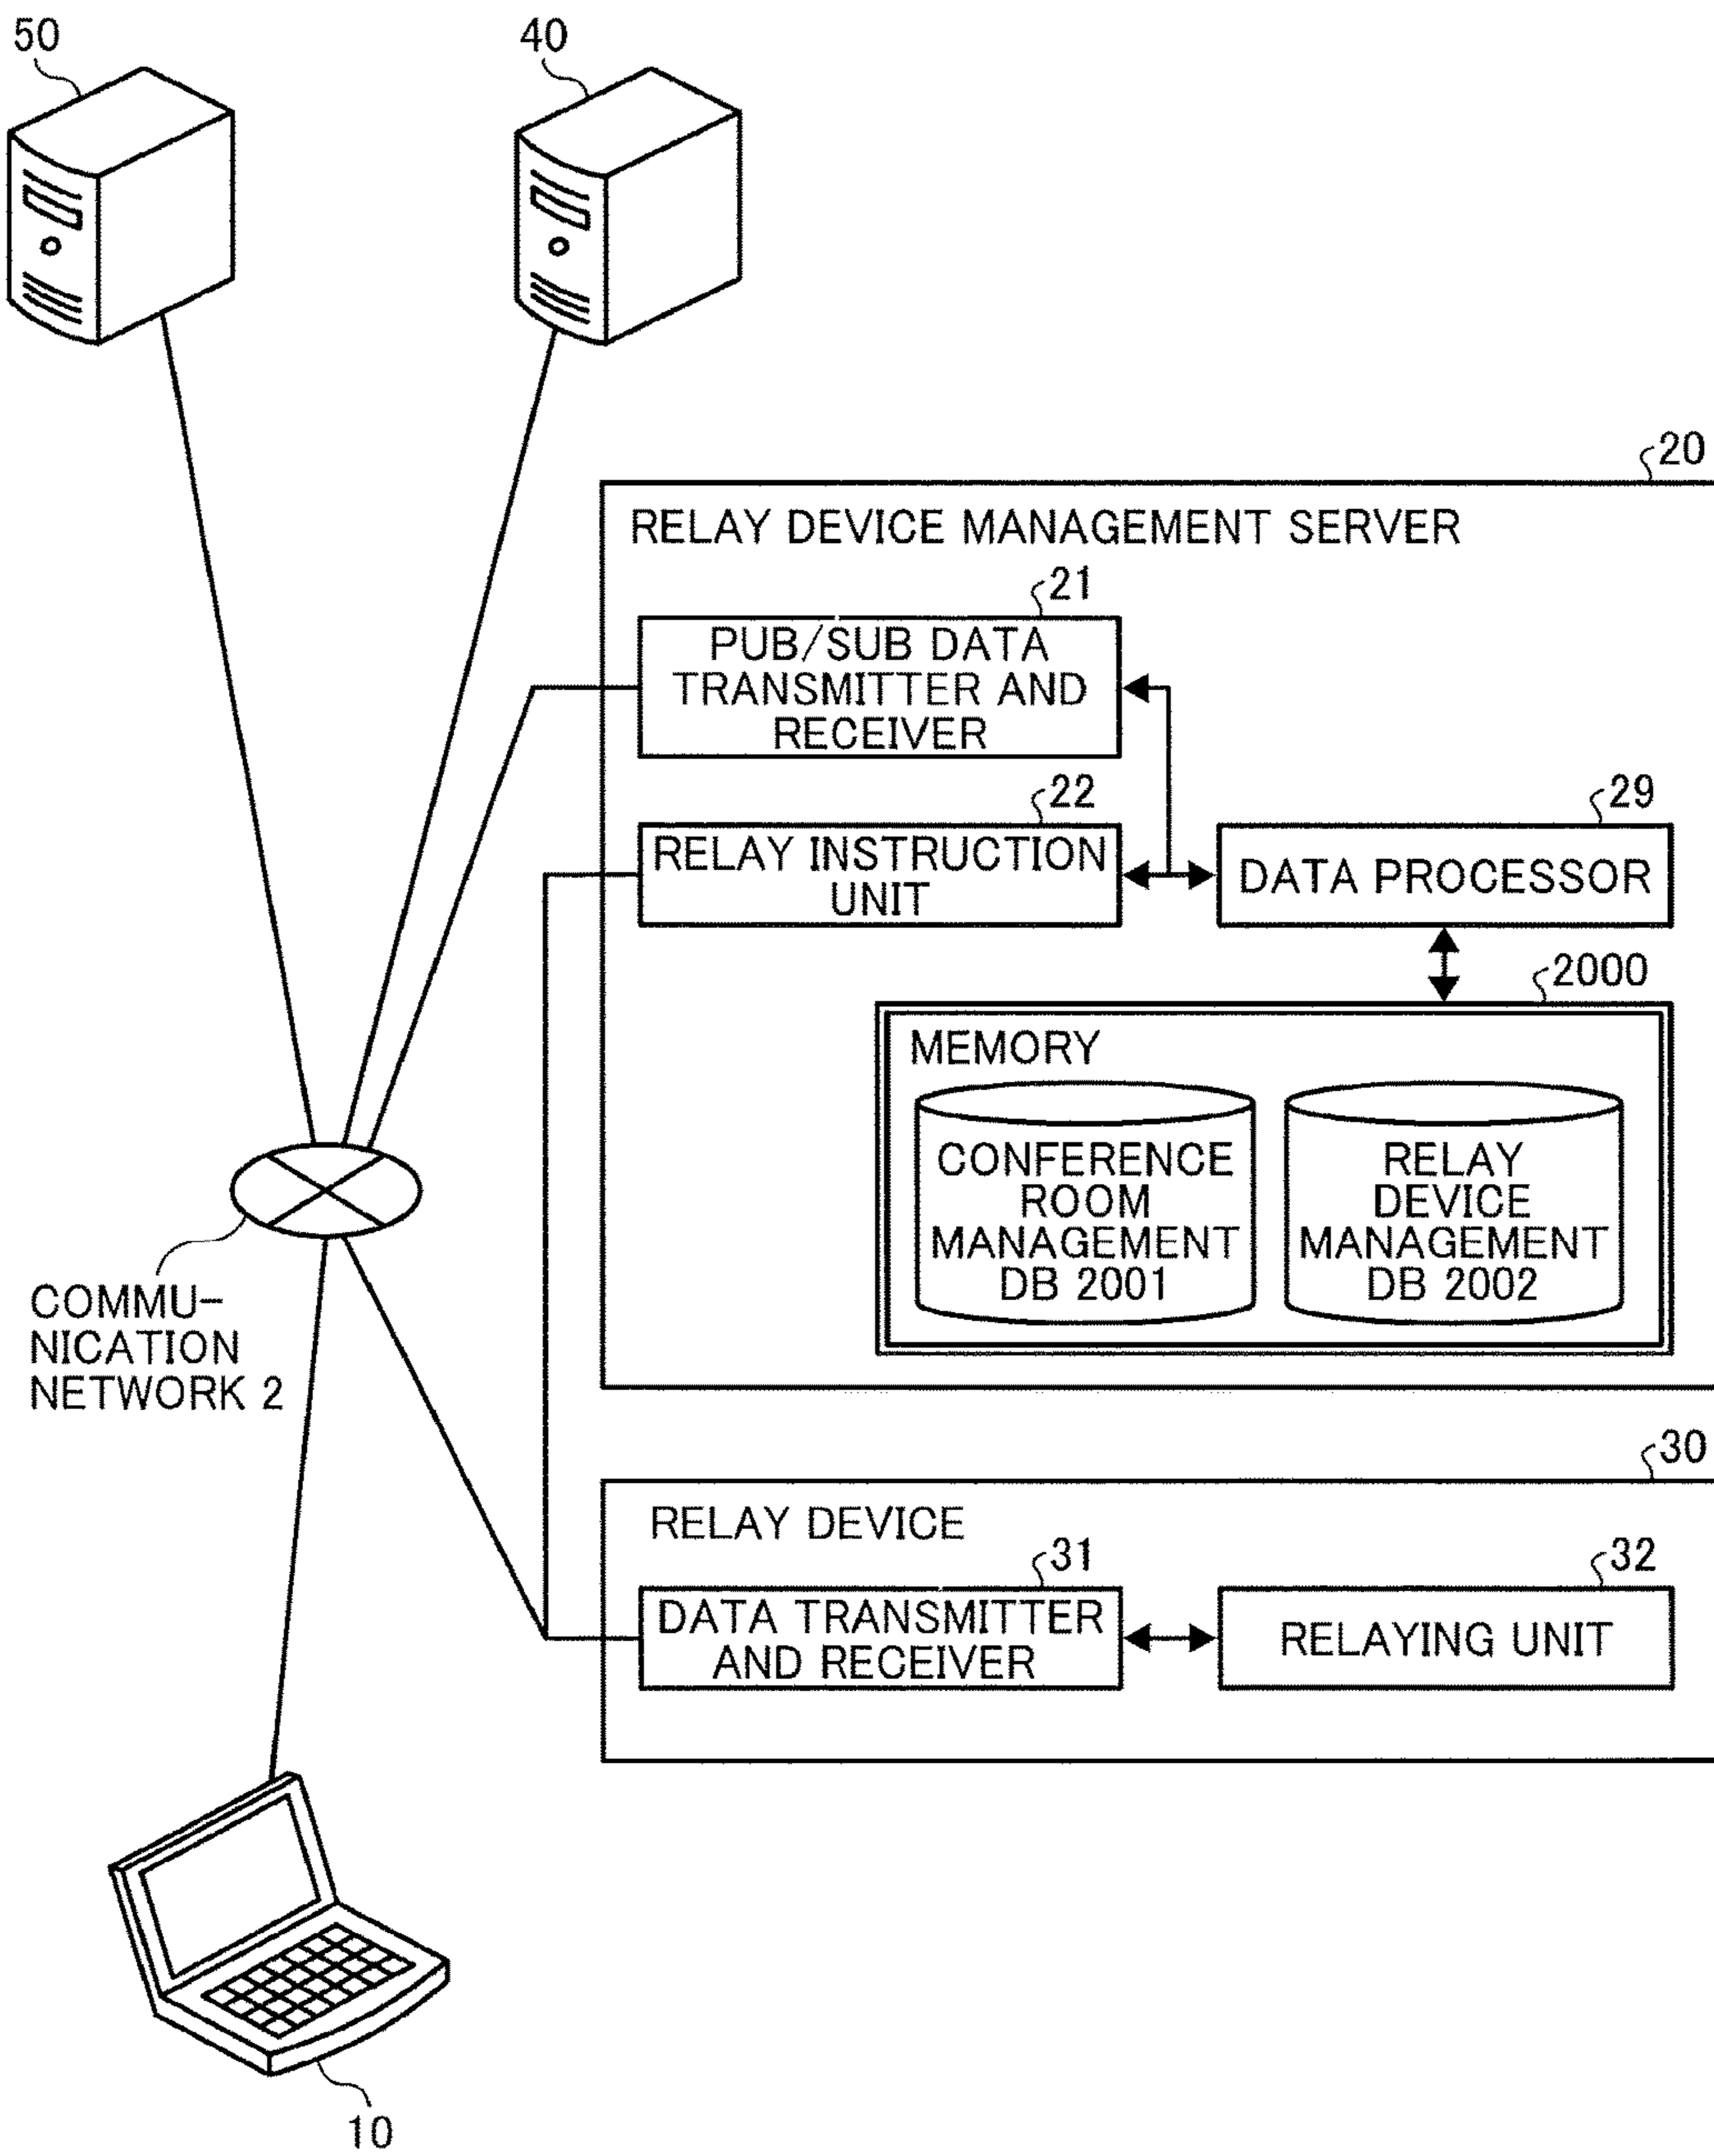 50
40
20
RELAY DEVICE MANAGEMENT SERVER
21
PUB/SUB DATA
TRANSMITTER AND
RECEIVER
22
RELAY INSTRUCTION
UNIT
29
DATA PROCESSOR
2000
MEMORY
CONFERENCE
ROOM
MANAGEMENT
DB 2001
RELAY
DEVICE
MANAGEMENT
DB 2002
COMMU-
NICATION
NETWORK 2
30
RELAY DEVICE
31
DATA TRANSMITTER
AND RECEIVER
32
RELAYING UNIT
10